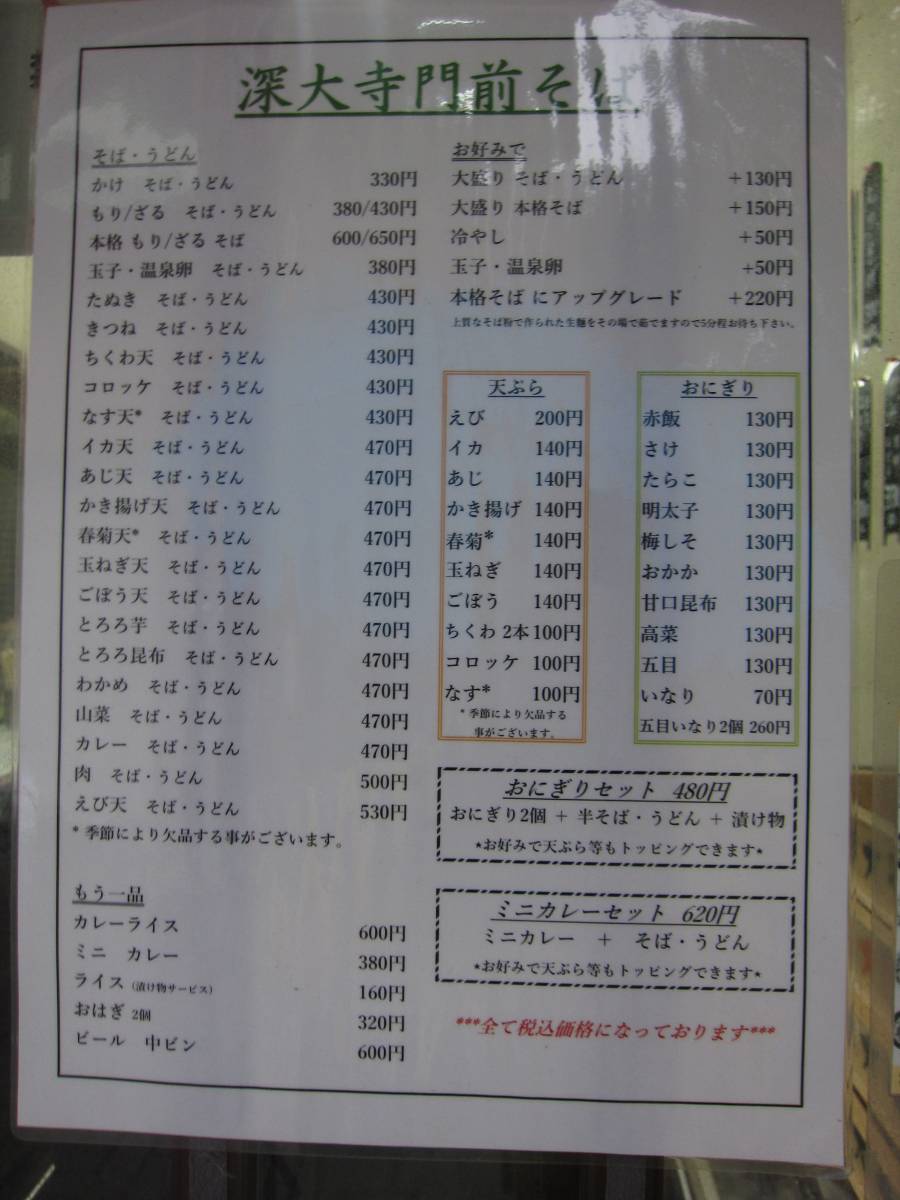 深大寺門前そば
そば・うどん
かけ そば・うどん 330円
もり/ざる そば・うどん 380/430円
本格 もり/ざる そば 600/650円
玉子・温泉卵 そば・うどん 380円
たぬき そば・うどん 430円
きつね そば・うどん 430円
ちくわ天 そば・うどん 430円
コロッケ そば・うどん 430円
なす天* そば・うどん 430円
イカ天 そば・うどん 470円
あじ天 そば・うどん 470円
かき揚げ天 そば・うどん 470円
春菊天* そば・うどん 470円
玉ねぎ天 そば・うどん 470円
ごぼう天 そば・うどん 470円
とろろ芋 そば・うどん 470円
とろろ昆布 そば・うどん 470円
わかめ そば・うどん 470円
山菜 そば・うどん 470円
カレー そば・うどん 470円
肉 そば・うどん 500円
えび天 そば・うどん 530円
* 季節により欠品する事がございます。
もう一品
カレーライス 600円
ミニ カレー 380円
ライス (漬け物サービス) 160円
おはぎ 2個 320円
ビール 中ビン 600円
お好みで
大盛り そば・うどん +130円
大盛り 本格そば +150円
冷やし +50円
玉子・温泉卵 +50円
本格そば にアップグレード +220円
上質なそば粉で作られた生麺をその場で茹でますので5分程お待ち下さい。
天ぷら
えび 200円
イカ 140円
あじ 140円
かき揚げ 140円
春菊* 140円
玉ねぎ 140円
ごぼう 140円
ちくわ 2本 100円
コロッケ 100円
なす* 100円
* 季節により欠品する
事がございます。
おにぎり
赤飯 130円
さけ 130円
たらこ 130円
明太子 130円
梅しそ 130円
おかか 130円
甘口昆布 130円
高菜 130円
五目 130円
いなり 70円
五目いなり2個 260円
おにぎりセット 480円
おにぎり2個 + 半そば・うどん + 漬け物
*お好みで天ぷら等もトッピングできます*
ミニカレーセット 620円
ミニカレー + そば・うどん
*お好みで天ぷら等もトッピングできます*
***全て税込価格になっております***